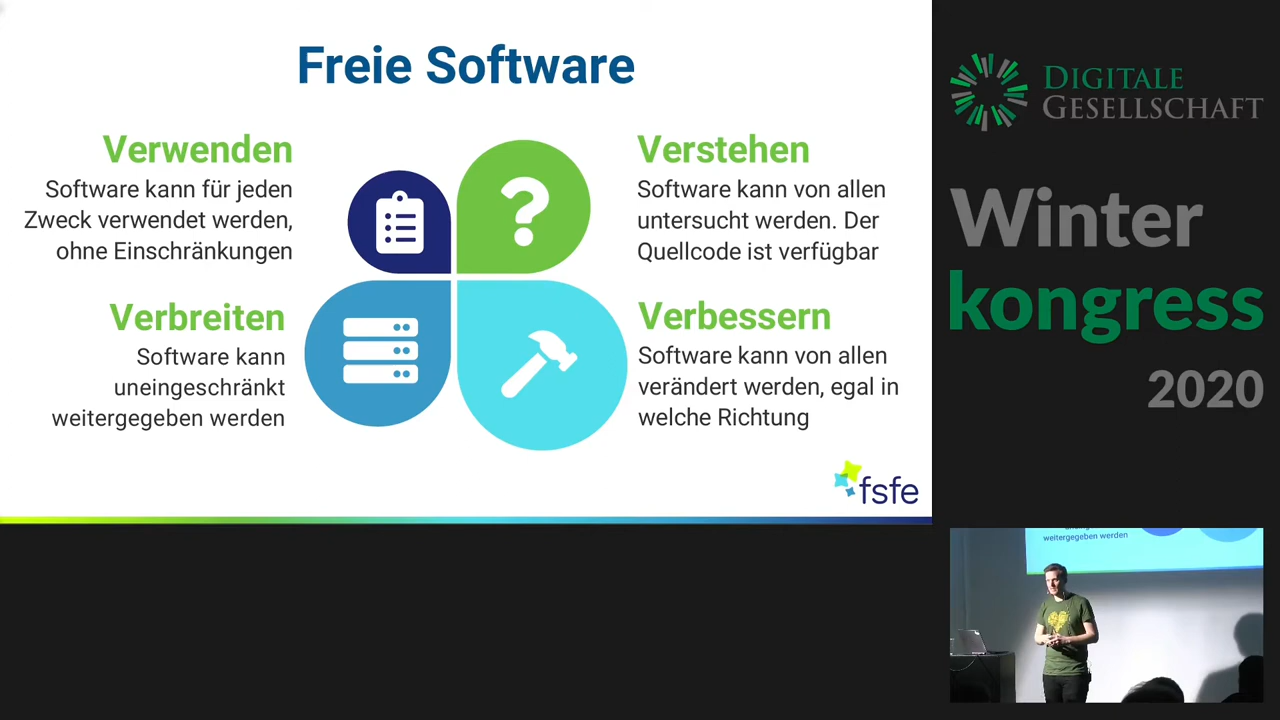 Freie Software
Verwenden
Software kann für jeden
Zweck verwendet werden,
ohne Einschränkungen
Verstehen
Software kann von allen
untersucht werden. Der
Quellcode ist verfügbar
Verbreiten
Software kann
uneingeschränkt
weitergegeben werden
Verbessern
Software kann von allen
verändert werden, egal in
welche Richtung
fsfe
DIGITALE
GESELLSCHAFT
Winter
kongress
2020
weitergegeben werden